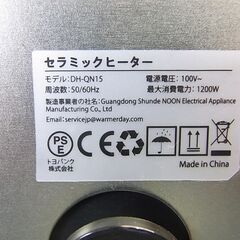 セラミックヒーター
モデル: DH-QN15 電源電圧: 100V~
周波数: 50/60Hz 最大消費電力: 1200W
製造事業者の名称: Guangdong Shunde NOON Electrical Appliance
Manufacturing Co., Ltd
Email: servicejp@warmerday.com
PS
E
トヨバンク
株式会社
CE
Made in China